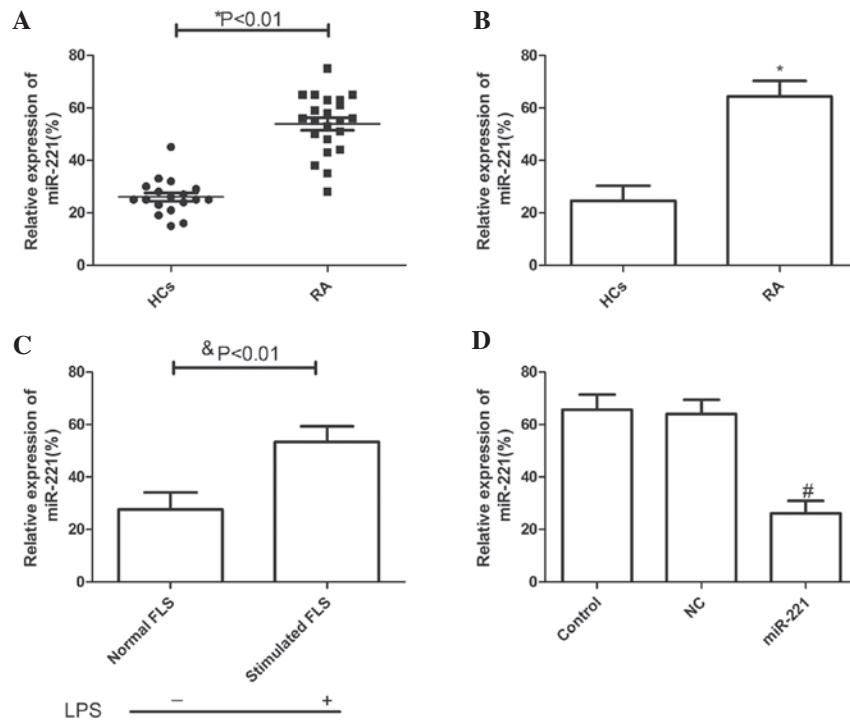 A
*P<0.01
Relative expression of
miR-221(%)
80
60
40
20
0
HCs
RA
B
Relative expression of
miR-221(%)
80
60
40
20
0
*
HCs
RA
C
& P<0.01
Relative expression of
miR-221(%)
80
60
40
20
0
Normal FLS
Stimulated FLS
LPS − +
D
Relative expression of
miR-221(%)
80
60
40
20
0
#
Control
NC
miR-221